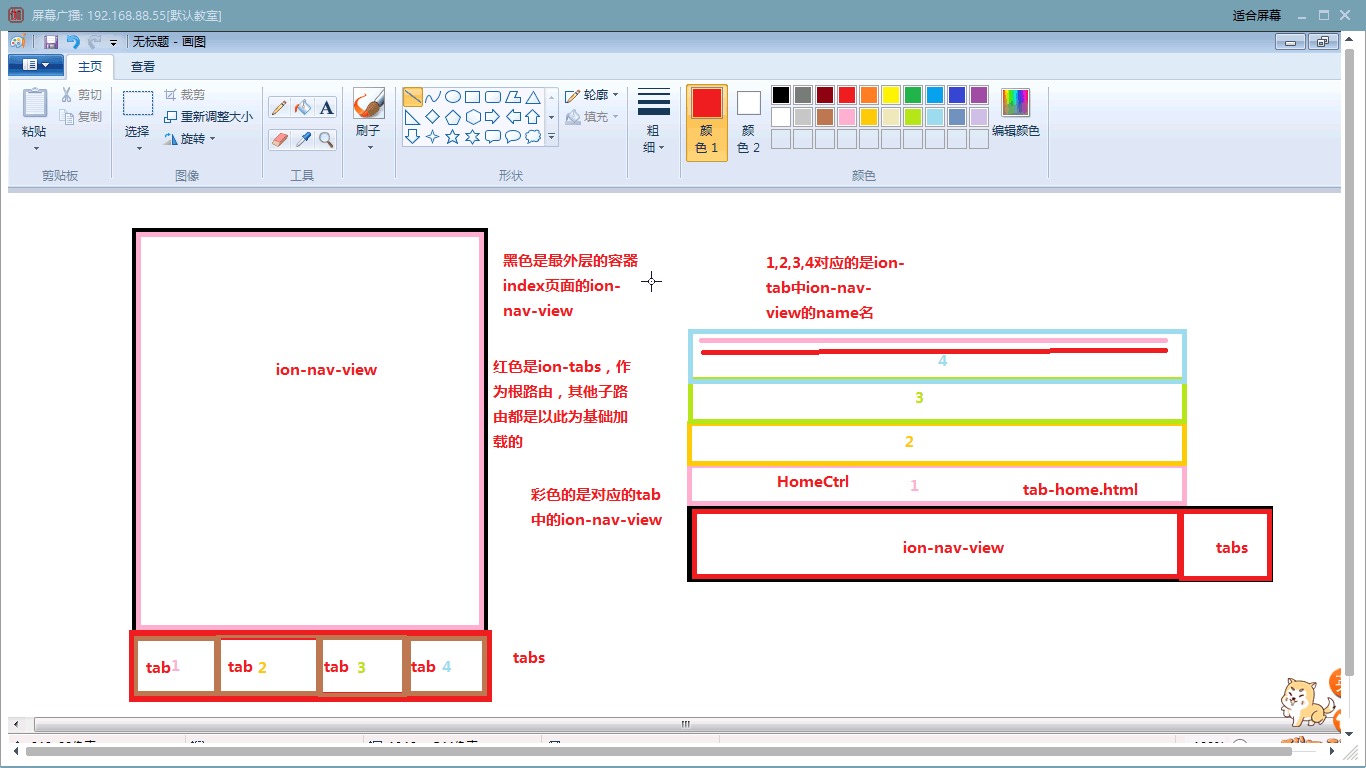 屏幕广播: 192.168.88.55[默认教室]
适合屏幕
无标题 - 画图
主页
查看
粘贴
剪切
复制
剪贴板
选择
裁剪
重新调整大小
旋转
图像
A
工具
刷子
轮廓
填充
形状
粗
细
颜
色 1
颜
色 2
编辑颜色
颜色
ion-nav-view
黑色是最外层的容器
index页面的ion-
nav-view
红色是ion-tabs，作
为根路由，其他子路
由都是以此为基础加
载的
彩色的是对应的tab
中的ion-nav-view
1,2,3,4对应的是ion-
tab中ion-nav-
view的name名
4
3
2
HomeCtrl
1
tab-home.html
ion-nav-view
tabs
tab1
tab 2
tab 3
tab 4
tabs